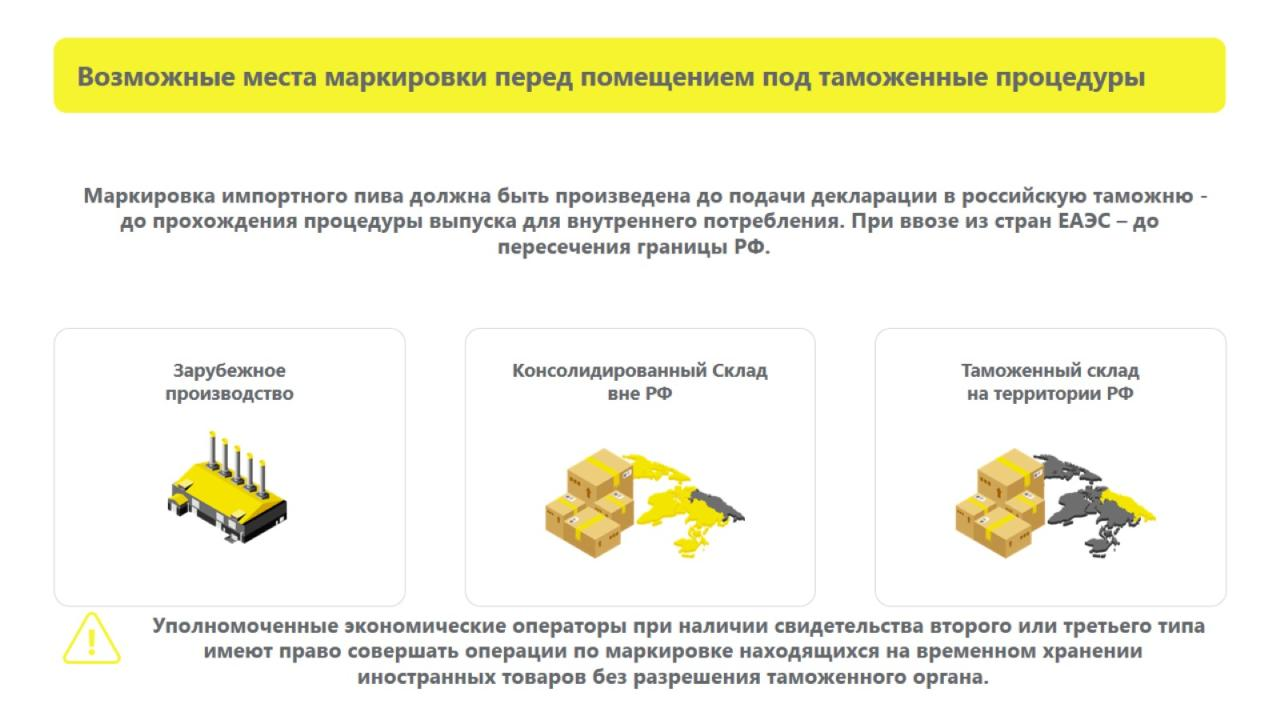 Возможные места маркировки перед помещением под таможенные процедуры
Маркировка импортного пива должна быть произведена до подачи декларации в российскую таможню -
до прохождения процедуры выпуска для внутреннего потребления. При ввозе из стран ЕАЭС – до
пересечения границы РФ.
Зарубежное
производство
Консолидированный Склад
вне РФ
Таможенный склад
на территории РФ
Уполномоченные экономические операторы при наличии свидетельства второго или третьего типа
имеют право совершать операции по маркировке находящихся на временном хранении
иностранных товаров без разрешения таможенного органа.